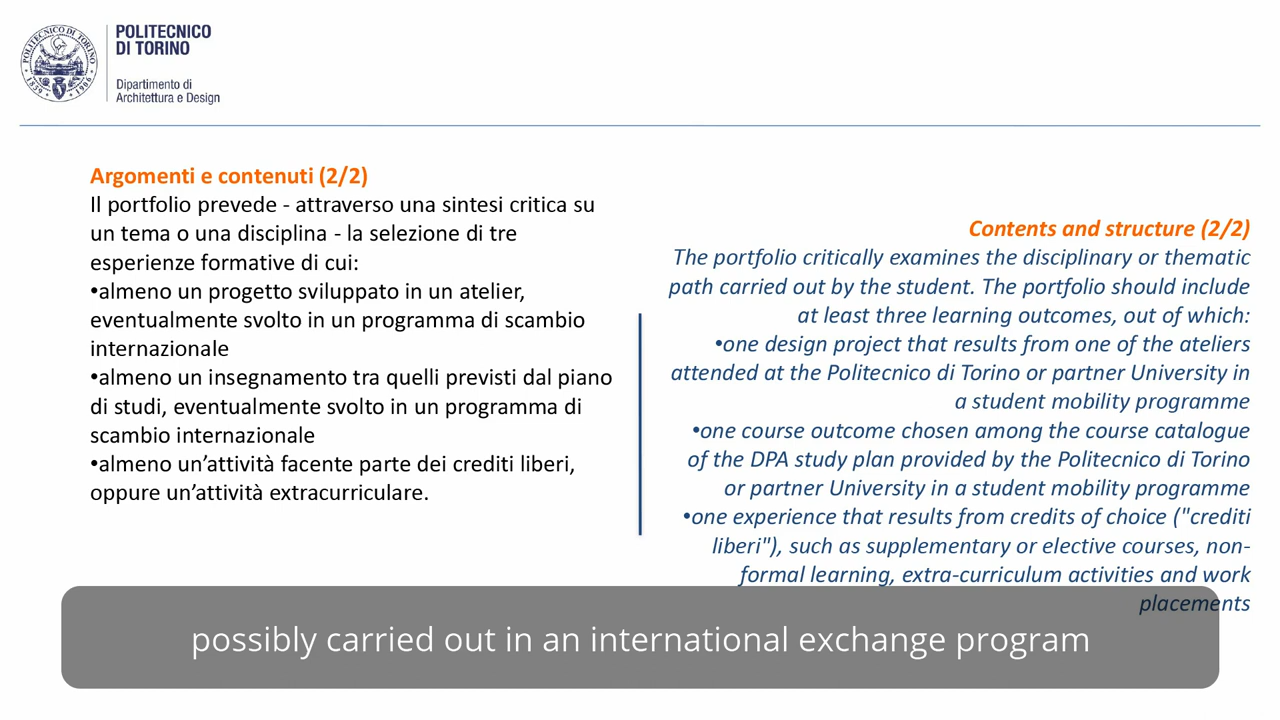 POLITECNICO DI TORINO 1859 1906
POLITECNICO
DI TORINO
Dipartimento di
Architettura e Design
Argomenti e contenuti (2/2)
Il portfolio prevede - attraverso una sintesi critica su
un tema o una disciplina - la selezione di tre
esperienze formative di cui:
•almeno un progetto sviluppato in un atelier,
eventualmente svolto in un programma di scambio
internazionale
•almeno un insegnamento tra quelli previsti dal piano
di studi, eventualmente svolto in un programma di
scambio internazionale
•almeno un’attività facente parte dei crediti liberi,
oppure un’attività extracurriculare.
Contents and structure (2/2)
The portfolio critically examines the disciplinary or thematic
path carried out by the student. The portfolio should include
at least three learning outcomes, out of which:
•one design project that results from one of the ateliers
attended at the Politecnico di Torino or partner University in
a student mobility programme
•one course outcome chosen among the course catalogue
of the DPA study plan provided by the Politecnico di Torino
or partner University in a student mobility programme
•one experience that results from credits of choice ("crediti
liberi"), such as supplementary or elective courses, non-
formal learning, extra-curriculum activities and work
placements
possibly carried out in an international exchange program